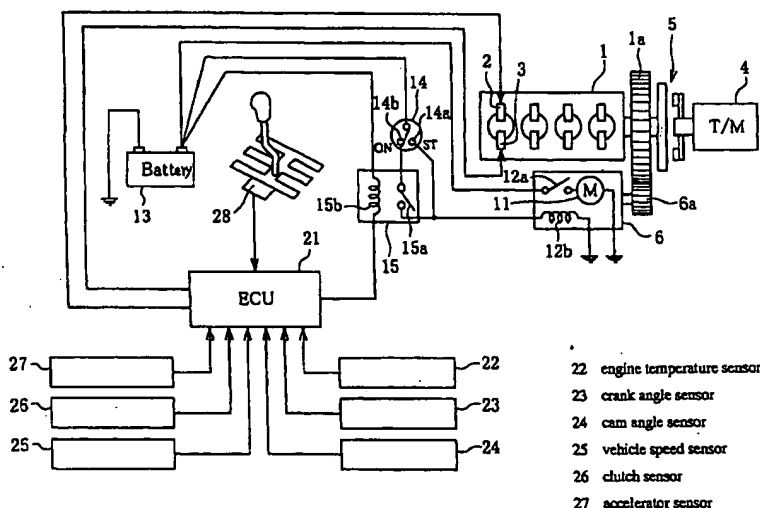 1
1a
5
2
3
4
14
14b
14a
T/M
ON
ST
12a
Battery
13
M
11
6a
15b
28
15a
12b
6
15
21
ECU
27
22
26
23
25
24
22 engine temperature sensor
23 crank angle sensor
24 cam angle sensor
25 vehicle speed sensor
26 clutch sensor
27 accelerator sensor